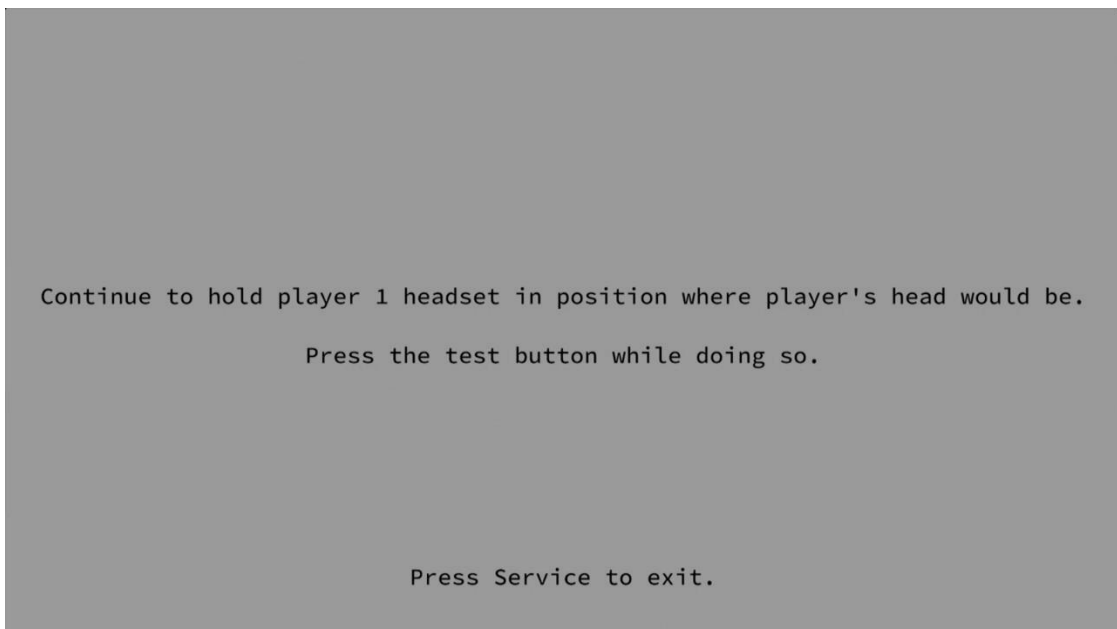 Continue to hold player 1 headset in position where player's head would be.
Press the test button while doing so.
Press Service to exit.